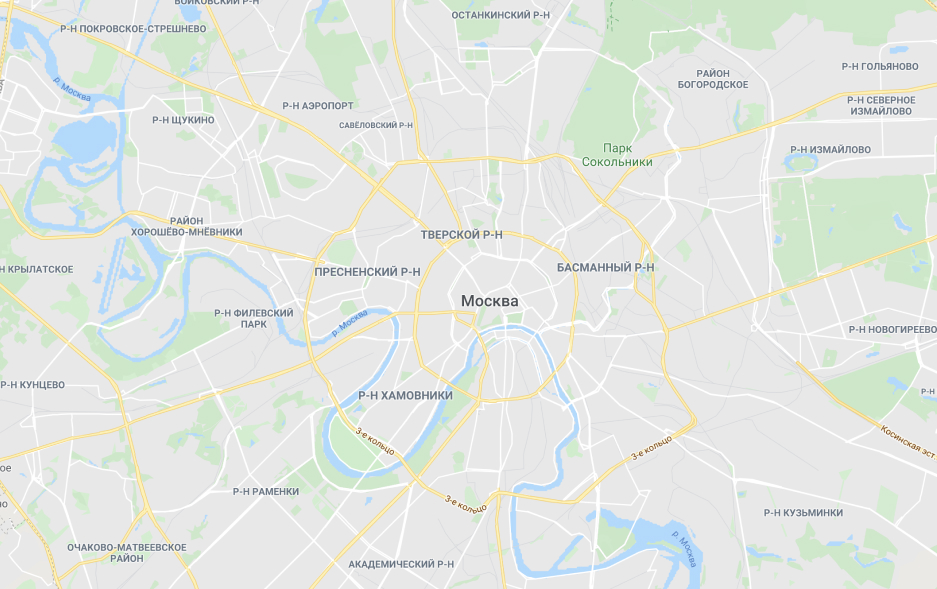 ВОЙКОВСКИЙ Р-Н
ОСТАНКИНСКИЙ Р-Н
Р-Н ПОКРОВСКОЕ-СТРЕШНЕВО
Р-Н ГОЛЬЯНОВО
РАЙОН
БОГОРОДСКОЕ
р. Москва
Р-Н АЭРОПОРТ
Р-Н СЕВЕРНОЕ
ИЗМАЙЛОВО
Р-Н ЩУКИНО
САВЁЛОВСКИЙ Р-Н
Парк
Сокольники
Р-Н ИЗМАЙЛОВО
РАЙОН
ХОРОШЁВО-МНЁВНИКИ
ТВЕРСКОЙ Р-Н
Н КРЫЛАТСКОЕ
ПРЕСНЕНСКИЙ Р-Н
БАСМАННЫЙ Р-Н
Москва
Р-Н ФИЛЕВСКИЙ
ПАРК
р. Москва
Р-Н НОВОГИРЕЕВО
Р-Н КУНЦЕВО
Р-Н ХАМОВНИКИ
Р-Н
3-е кольцо
3-е кольцо
Косинская эст
ое
Р-Н РАМЕНКИ
3-е кольцо
но
Р-Н КУЗЬМИНКИ
р. Москва
ОЧАКОВО-МАТВЕЕВСКОЕ
РАЙОН
АКАДЕМИЧЕСКИЙ Р-Н